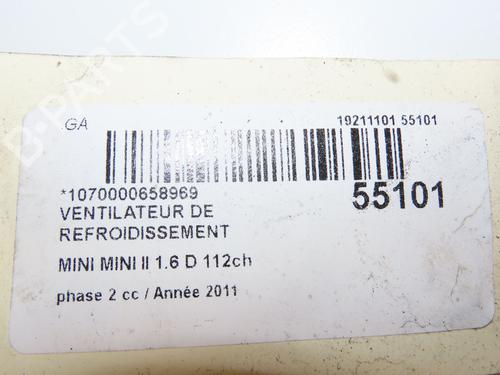 GA
19211101 55101
*1070000658969
55101
VENTILATEUR DE
REFROIDISSEMENT
MINI MINI II 1.6 D 112ch
phase 2 cc / Année 2011
B-PARTS